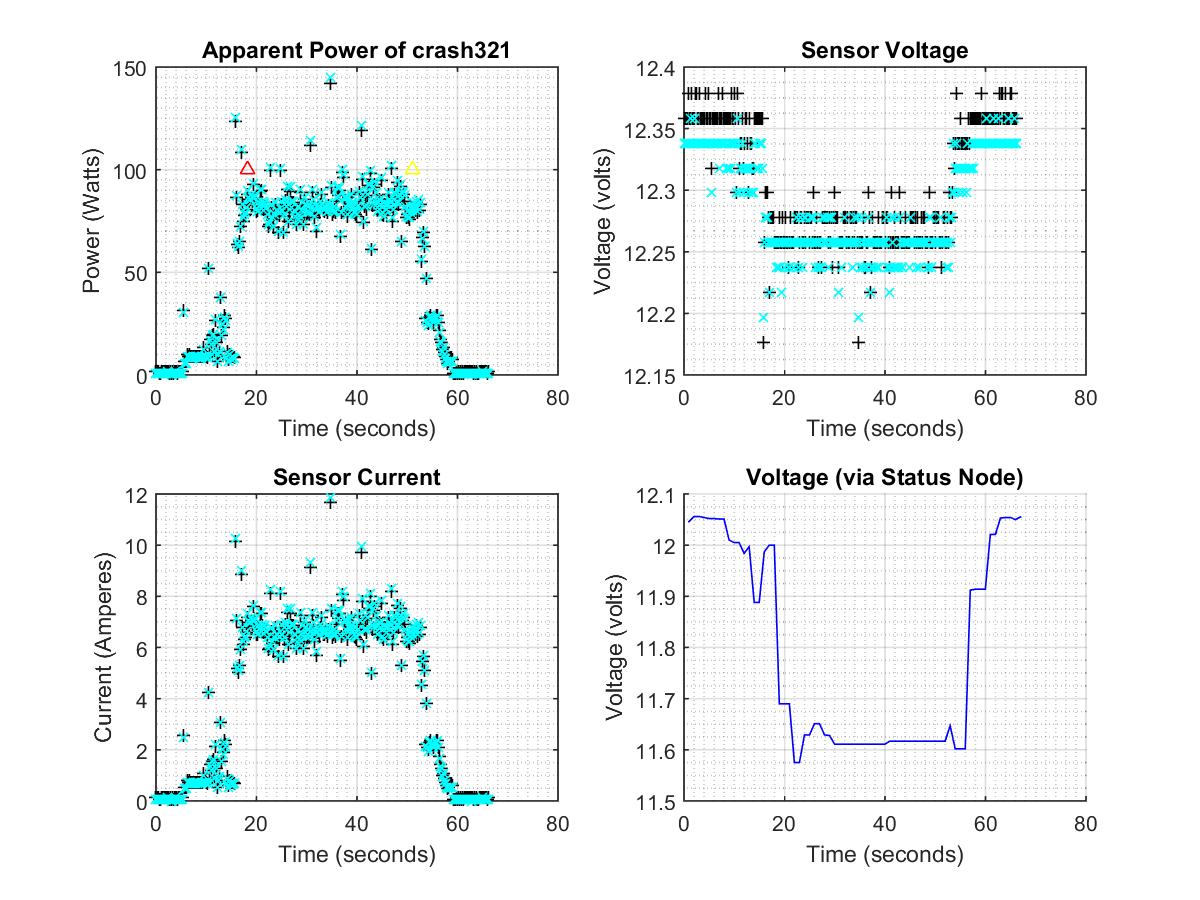 Apparent Power of crash321
150
100
50
0
Power (Watts)
0 20 40 60 80
Time (seconds)
Sensor Voltage
12.4
12.35
12.3
12.25
12.2
12.15
Voltage (volts)
0 20 40 60 80
Time (seconds)
Sensor Current
12
10
8
6
4
2
0
Current (Amperes)
0 20 40 60 80
Time (seconds)
Voltage (via Status Node)
12.1
12
11.9
11.8
11.7
11.6
11.5
Voltage (volts)
0 20 40 60 80
Time (seconds)